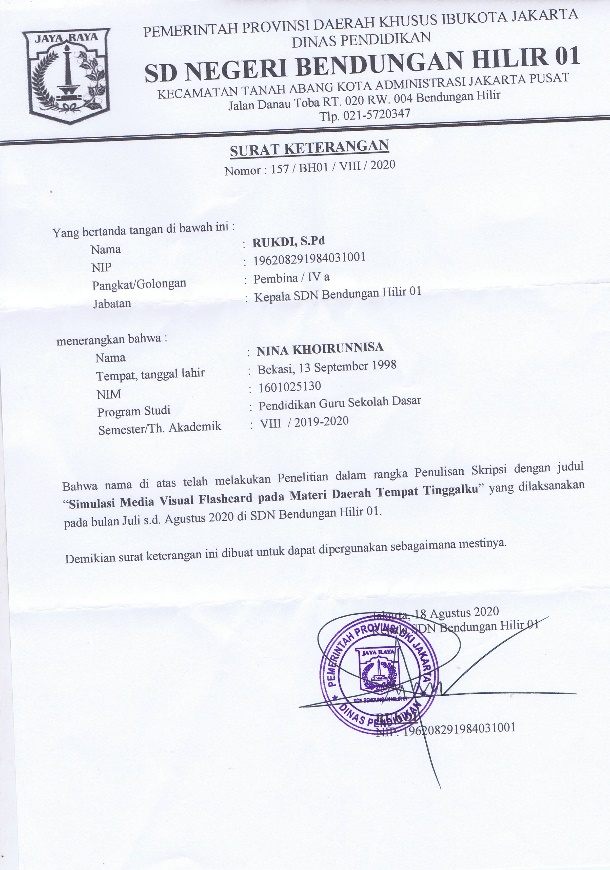 JAYA RAYA
PEMERINTAH PROVINSI DAERAH KHUSUS IBUKOTA JAKARTA
DINAS PENDIDIKAN
SD NEGERI BENDUNGAN HILIR 01
KECAMATAN TANAH ABANG KOTA ADMINISTRASI JAKARTA PUSAT
Jalan Danau Toba RT. 020 RW. 004 Bendungan Hilir
Tlp. 021-5720347
SURAT KETERANGAN
Nomor : 157 / BH01 / VIII / 2020
Yang bertanda tangan di bawah ini :
Nama : RUKDI, S.Pd
NIP : 196208291984031001
Pangkat/Golongan : Pembina / IV a
Jabatan : Kepala SDN Bendungan Hilir 01
menerangkan bahwa :
Nama : NINA KHOIRUNNISA
Tempat, tanggal lahir : Bekasi, 13 September 1998
NIM : 1601025130
Program Studi : Pendidikan Guru Sekolah Dasar
Semester/Th. Akademik : VIII / 2019-2020
Bahwa nama di atas telah melakukan Penelitian dalam rangka Penulisan Skripsi dengan judul
“Simulasi Media Visual Flashcard pada Materi Daerah Tempat Tinggalku” yang dilaksanakan
pada bulan Juli s.d. Agustus 2020 di SDN Bendungan Hilir 01.
Demikian surat keterangan ini dibuat untuk dapat dipergunakan sebagaimana mestinya.
Jakarta, 18 Agustus 2020
SDN Bendungan Hilir 01
PEMERINTAH PROVINSI DKI JAKARTA
JAYA RAYA
SDN BENDUNGAN HILIR 01
DINAS PENDIDIKAN
NIP. 196208291984031001